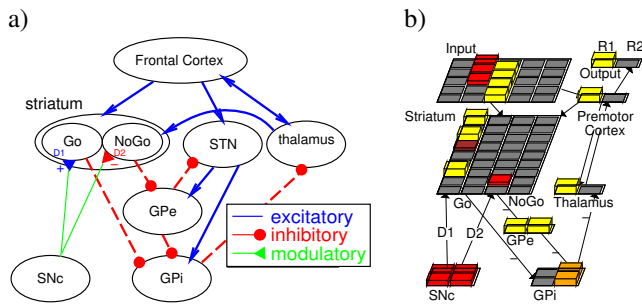 a)
Frontal Cortex
striatum
Go
NoGo
D1
D2
+
−
STN
thalamus
GPe
SNc
GPi
excitatory
inhibitory
modulatory
b)
Input
R1
R2
Output
Striatum
Premotor
Cortex
Go
NoGo
Thalamus
D1
D2
GPe
SNc
GPi